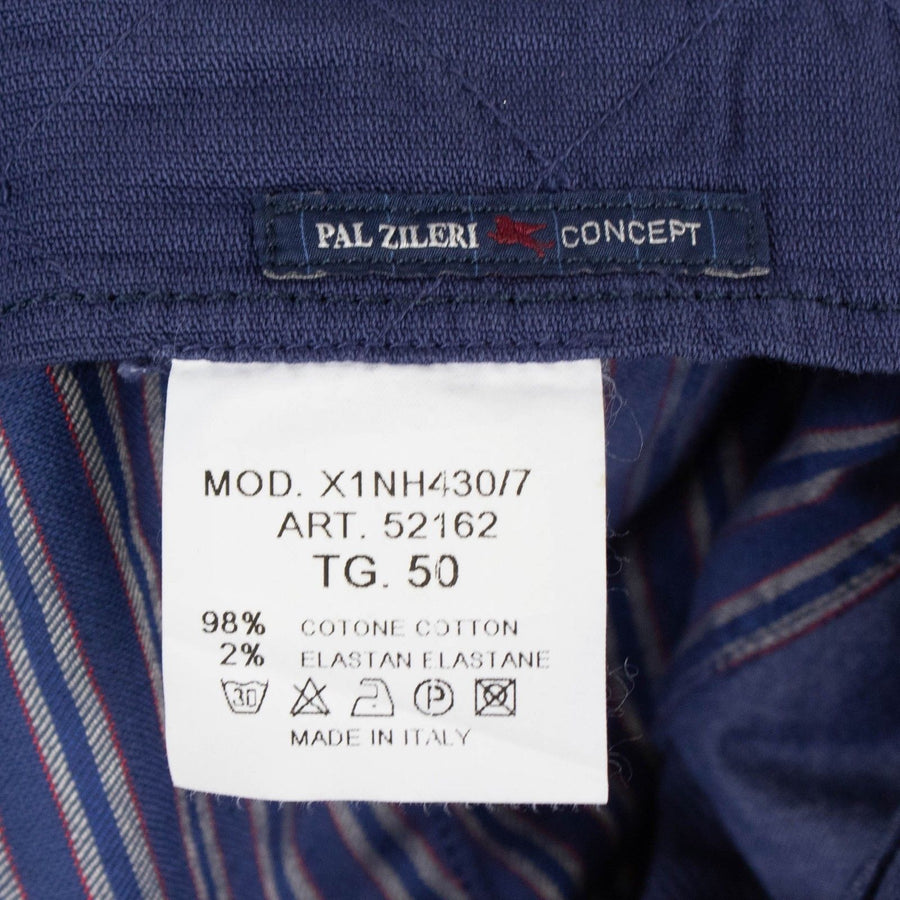 PAL ZILERI CONCEPT
MOD. X1NH430/7
ART. 52162
TG. 50
98% COTONE COTTON
2% ELASTAN ELASTANE
30 P
MADE IN ITALY